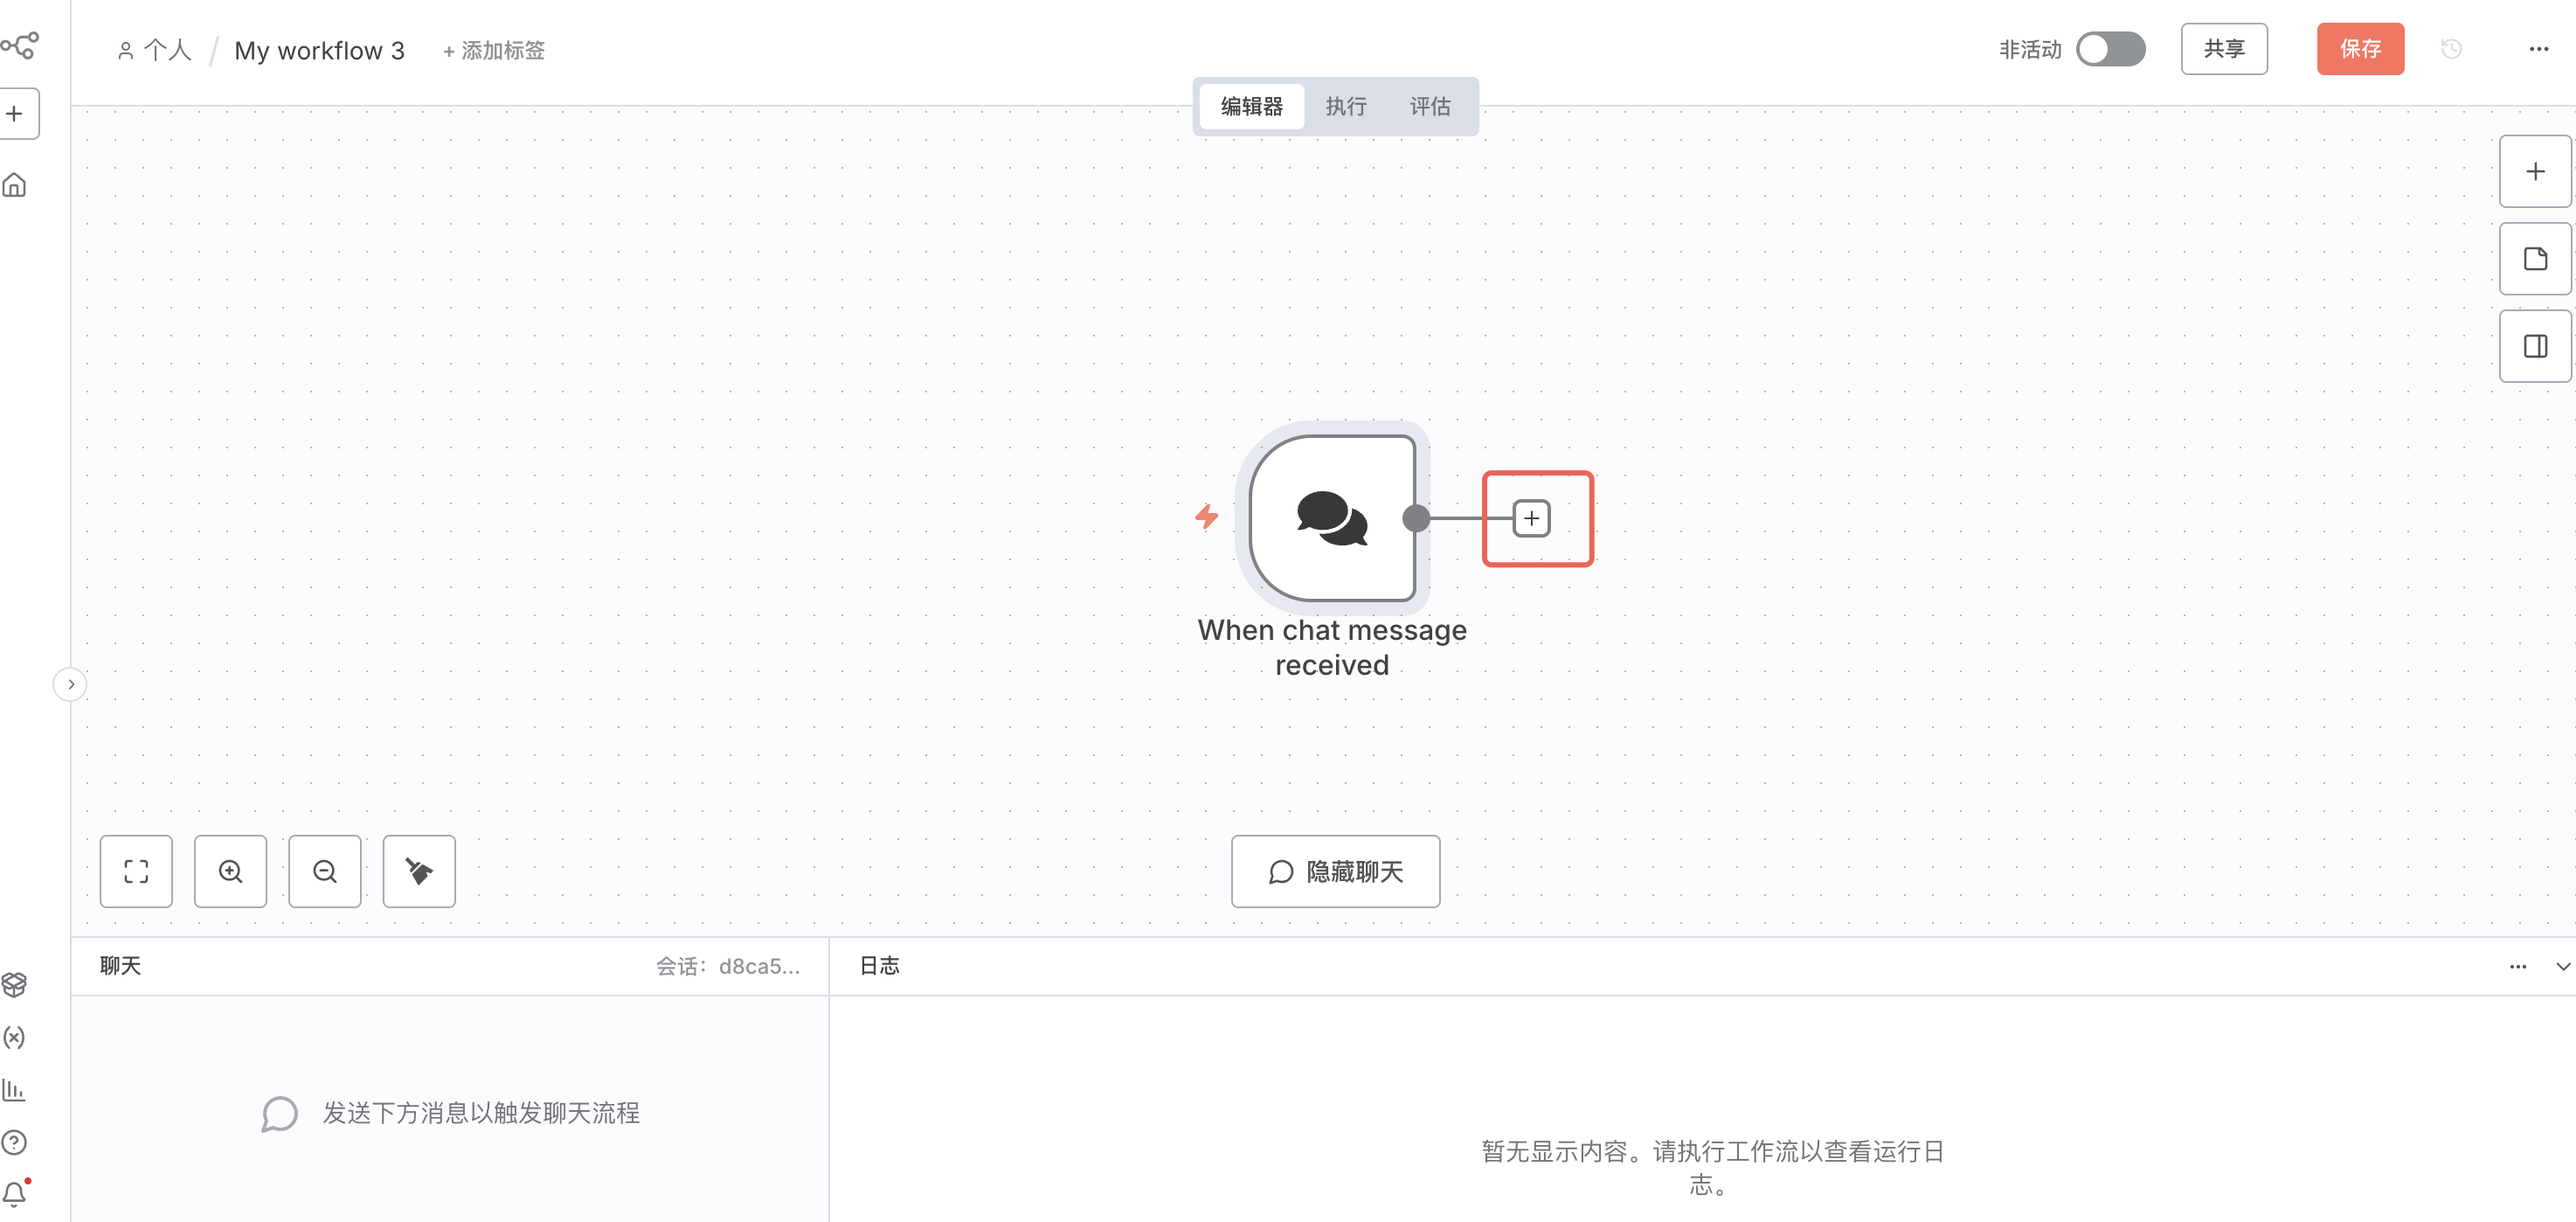 个人 / My workflow 3 + 添加标签
非活动 共享 保存
编辑器 执行 评估
When chat message
received
隐藏聊天
聊天 会话：d8ca5...
日志
发送下方消息以触发聊天流程
暂无显示内容。请执行工作流以查看运行日
志。